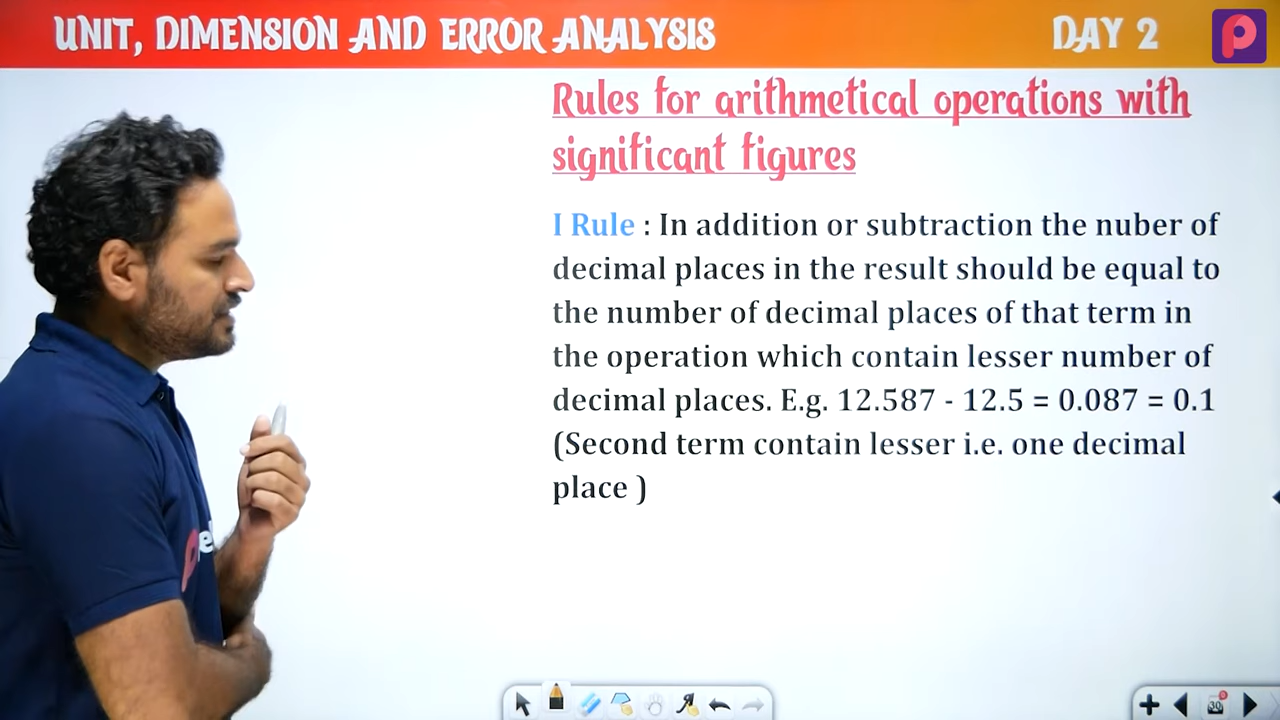 UNIT, DIMENSION AND ERROR ANALYSIS DAY 2
Rules for arithmetical operations with
significant figures
I Rule : In addition or subtraction the nuber of
decimal places in the result should be equal to
the number of decimal places of that term in
the operation which contain lesser number of
decimal places. E.g. 12.587 - 12.5 = 0.087 = 0.1
(Second term contain lesser i.e. one decimal
place )
30